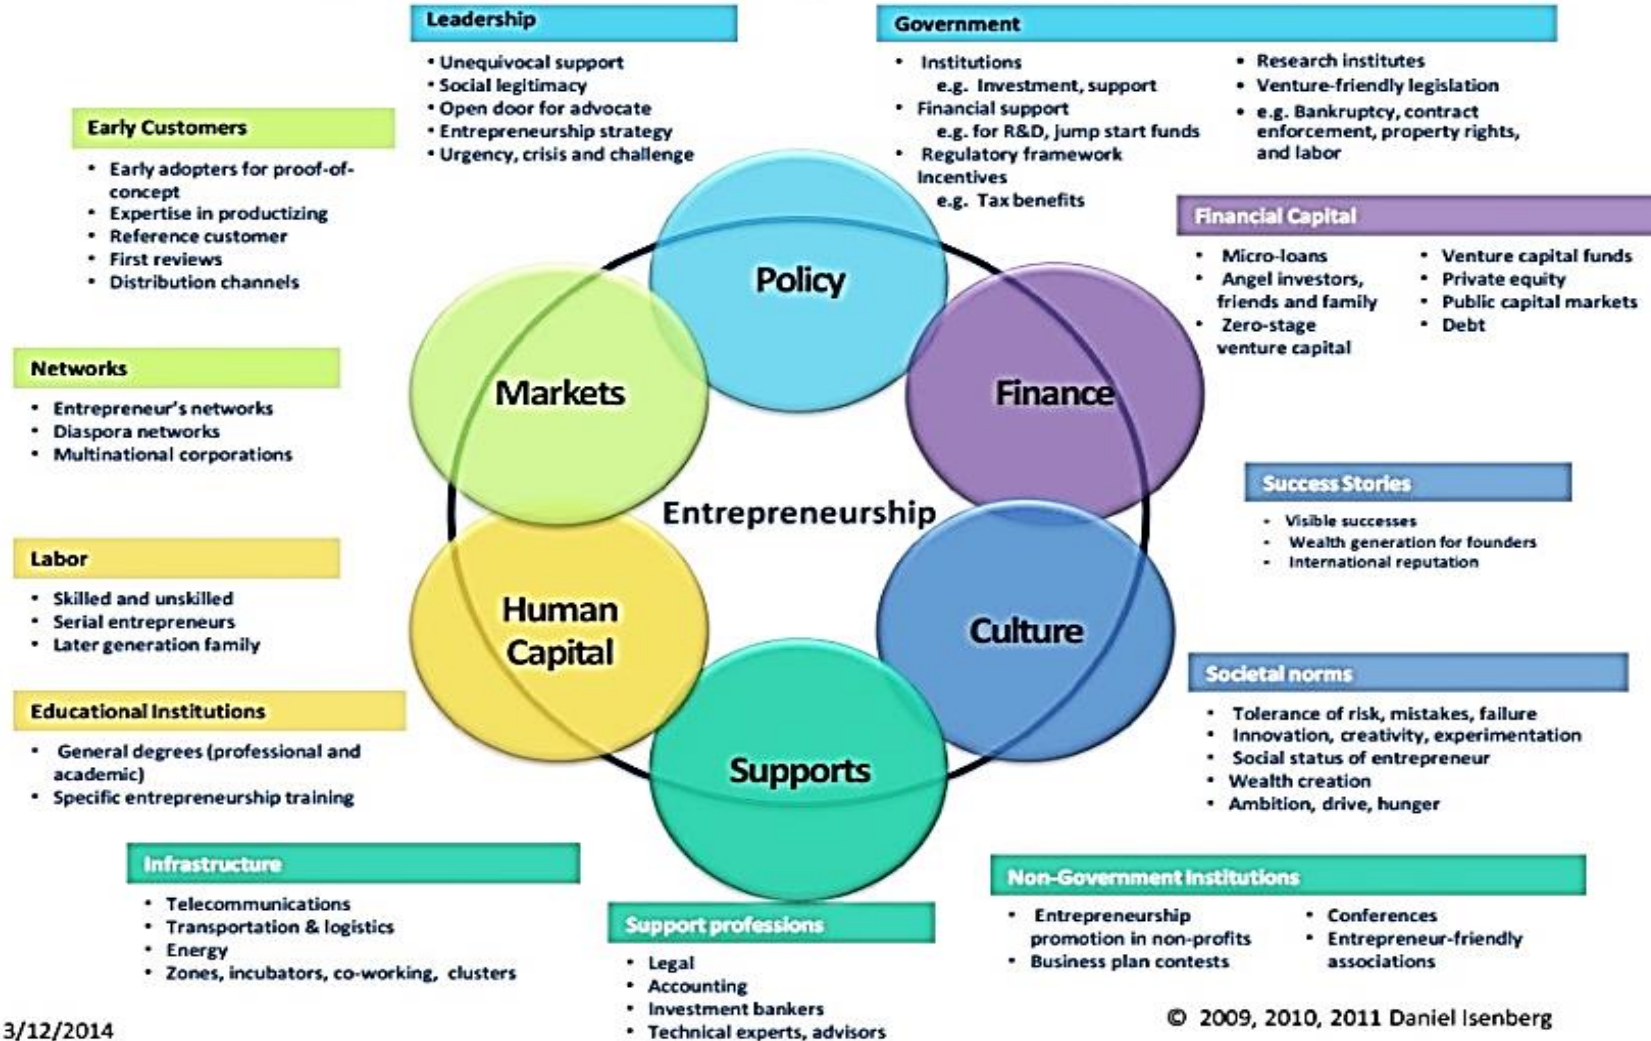 Leadership
• Unequivocal support
• Social legitimacy
• Open door for advocate
• Entrepreneurship strategy
• Urgency, crisis and challenge
Government
• Institutions
e.g. Investment, support
• Financial support
e.g. for R&D, jump start funds
• Regulatory framework
Incentives
e.g. Tax benefits
• Research institutes
• Venture-friendly legislation
• e.g. Bankruptcy, contract
enforcement, property rights,
and labor
Early Customers
• Early adopters for proof-of-
concept
• Expertise in productizing
• Reference customer
• First reviews
• Distribution channels
Financial Capital
• Micro-loans
• Angel investors,
friends and family
• Zero-stage
venture capital
• Venture capital funds
• Private equity
• Public capital markets
• Debt
Networks
• Entrepreneur's networks
• Diaspora networks
• Multinational corporations
Policy
Markets
Finance
Entrepreneurship
Human
Capital
Culture
Supports
Success Stories
- Visible successes
- Wealth generation for founders
- International reputation
Labor
• Skilled and unskilled
• Serial entrepreneurs
• Later generation family
Societal norms
• Tolerance of risk, mistakes, failure
• Innovation, creativity, experimentation
• Social status of entrepreneur
• Wealth creation
• Ambition, drive, hunger
Educational Institutions
• General degrees (professional and
academic)
• Specific entrepreneurship training
Infrastructure
• Telecommunications
• Transportation & logistics
• Energy
• Zones, incubators, co-working, clusters
Support professions
• Legal
• Accounting
• Investment bankers
• Technical experts, advisors
Non-Government Institutions
• Entrepreneurship
promotion in non-profits
• Business plan contests
• Conferences
• Entrepreneur-friendly
associations
3/12/2014
© 2009, 2010, 2011 Daniel Isenberg